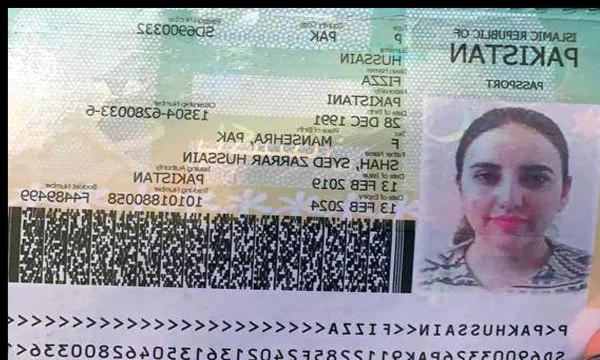 ISLAMIC REPUBLIC OF
PAKISTAN
PASSPORT
Type Country Code Passport Number
P PAK SD6900332
Surname
HUSSAIN
Given Names
FIZZA
Nationality Citizenship Number
PAKISTANI 13504-6280033-6
Date of Birth
28 DEC 1991
Sex Place of Birth
F MANSEHRA, PAK
Father Name
SHAH, SYED ZARRAR HUSSAIN
Date of Issue Issuing Authority
13 FEB 2019 PAKISTAN
Date of Expiry Tracking Number Booklet Number
13 FEB 2024 10101880058 F4489499
P<PAKHUSSAIN<<FIZZA<<<<<<<<<<<<<<<<<<<<
SD69003326PAK9112285F24021361350462800336